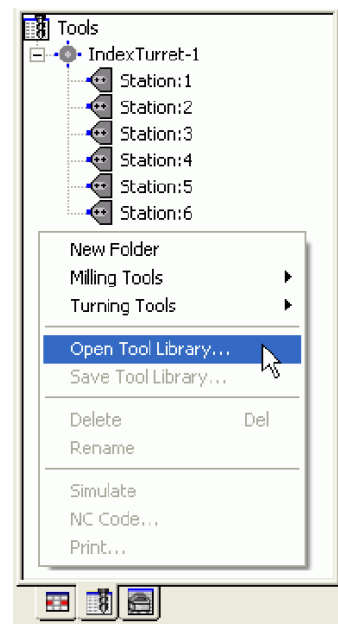 Tools
IndexTurret-1
Station:1
Station:2
Station:3
Station:4
Station:5
Station:6
New Folder
Milling Tools
Turning Tools
Open Tool Library...
Save Tool Library...
Delete Del
Rename
Simulate
NC Code...
Print...